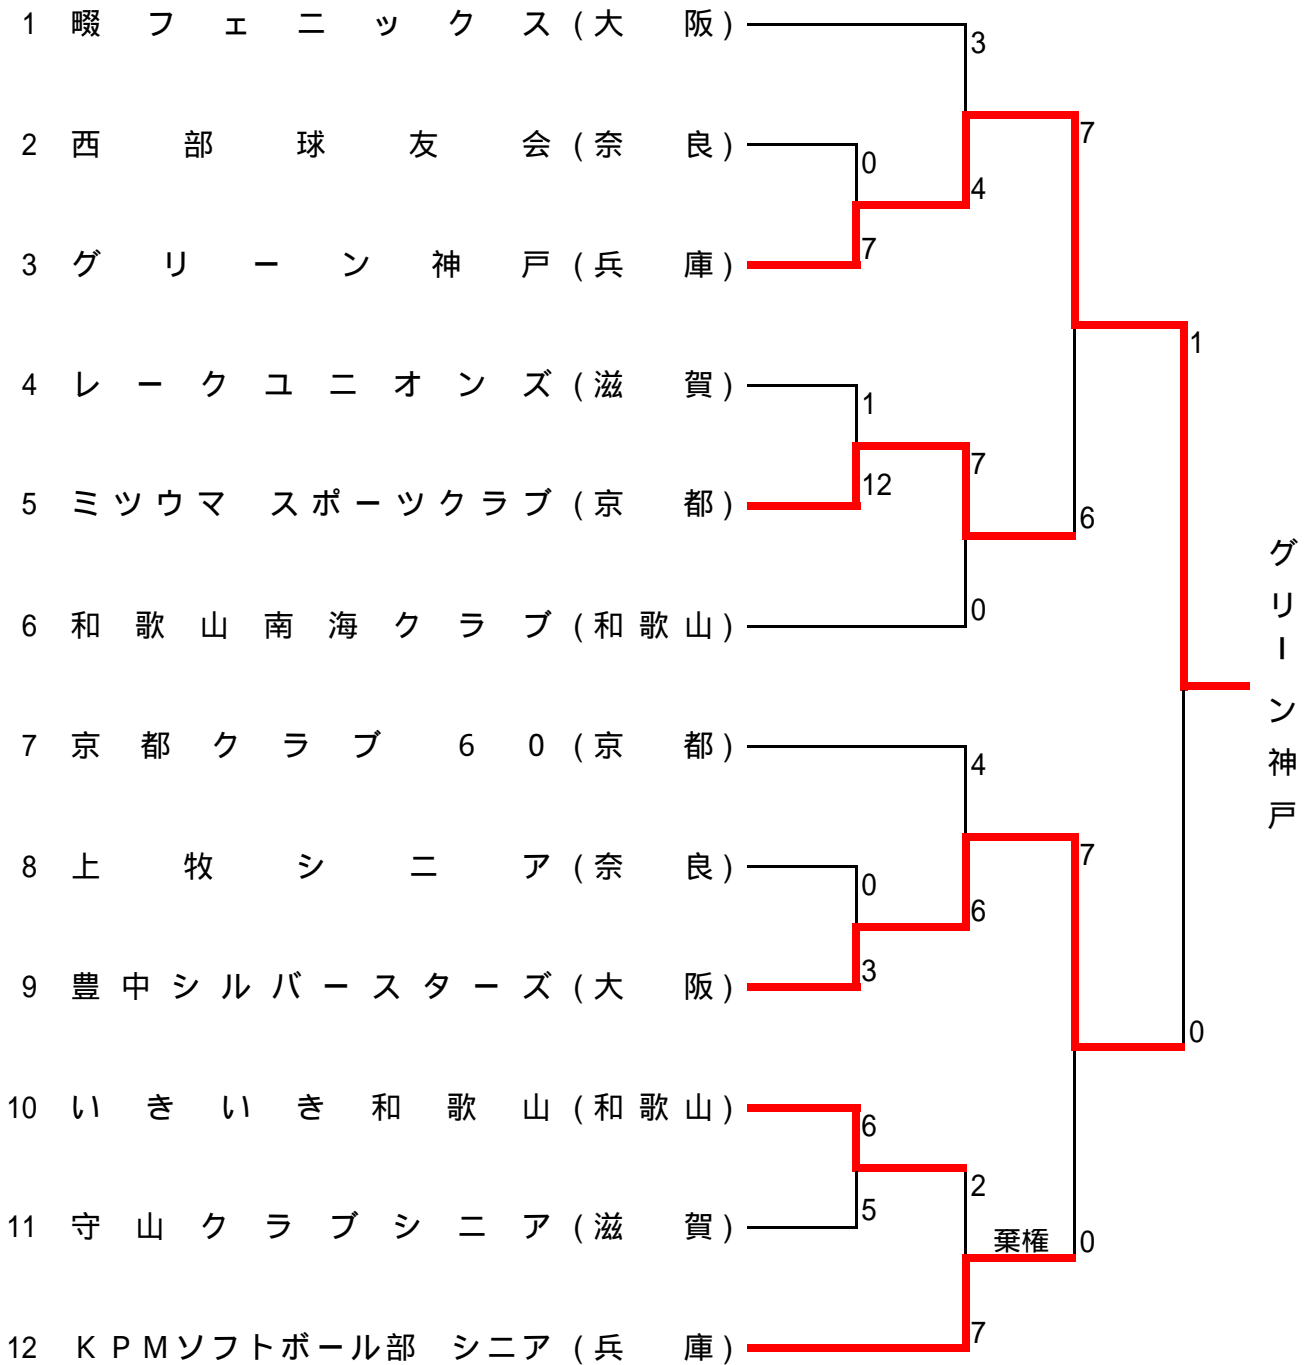 1 畷フェニックス(大阪)
3
7
2 西部球友会(奈良)
0
4
3 グリーン神戸(兵庫)
7
1
4 レークユニオンズ(滋賀)
1
7
5 ミツウマ スポーツクラブ(京都)
12
6
6 和歌山南海クラブ(和歌山)
0
グリーン神戸
7 京都クラブ 60(京都)
4
7
8 上牧シニア(奈良)
0
6
9 豊中シルバースターズ(大阪)
3
0
10 いきいき和歌山(和歌山)
6
2
11 守山クラブシニア(滋賀)
5
棄権
0
12 KPMソフトボール部 シニア(兵庫)
7